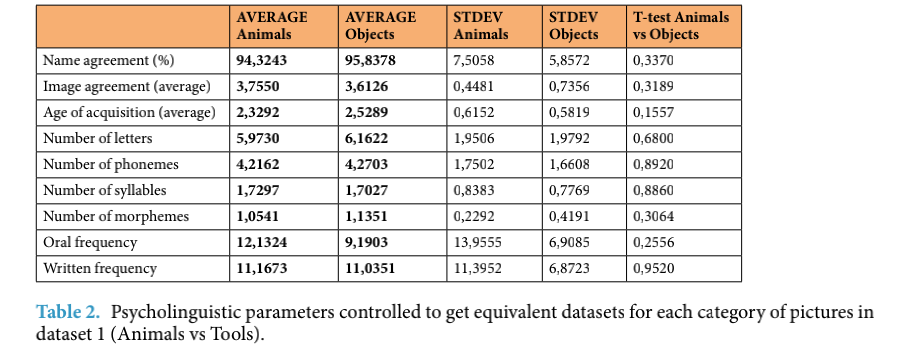 AVERAGE Animals | AVERAGE Objects | STDEV Animals | STDEV Objects | T-test Animals vs Objects
Name agreement (%) | 94,3243 | 95,8378 | 7,5058 | 5,8572 | 0,3370
Image agreement (average) | 3,7550 | 3,6126 | 0,4481 | 0,7356 | 0,3189
Age of acquisition (average) | 2,3292 | 2,5289 | 0,6152 | 0,5819 | 0,1557
Number of letters | 5,9730 | 6,1622 | 1,9506 | 1,9792 | 0,6800
Number of phonemes | 4,2162 | 4,2703 | 1,7502 | 1,6608 | 0,8920
Number of syllables | 1,7297 | 1,7027 | 0,8383 | 0,7769 | 0,8860
Number of morphemes | 1,0541 | 1,1351 | 0,2292 | 0,4191 | 0,3064
Oral frequency | 12,1324 | 9,1903 | 13,9555 | 6,9085 | 0,2556
Written frequency | 11,1673 | 11,0351 | 11,3952 | 6,8723 | 0,9520
Table 2. Psycholinguistic parameters controlled to get equivalent datasets for each category of pictures in
dataset 1 (Animals vs Tools).